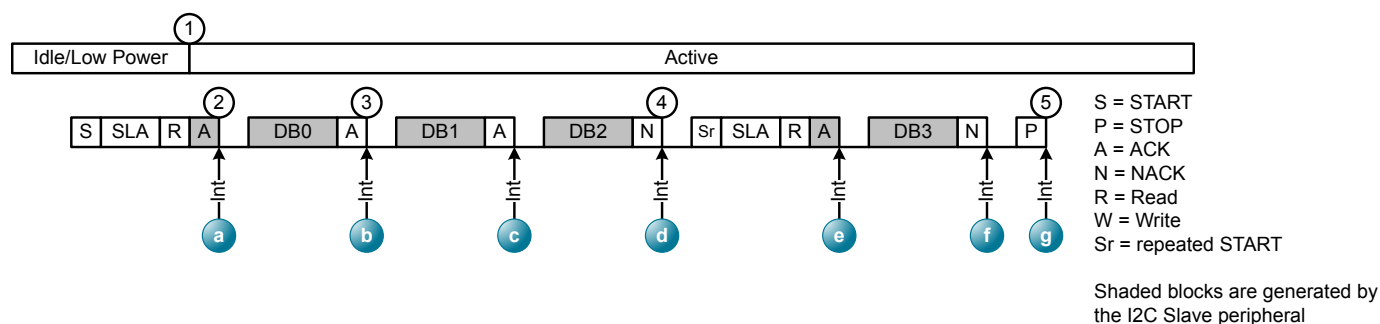 1
Idle/Low Power Active
2 3 4 5
S SLA R A DB0 A DB1 A DB2 N Sr SLA R A DB3 N P
Int Int Int Int Int Int Int
a b c d e f g
S = START
P = STOP
A = ACK
N = NACK
R = Read
W = Write
Sr = repeated START
Shaded blocks are generated by
the I2C Slave peripheral